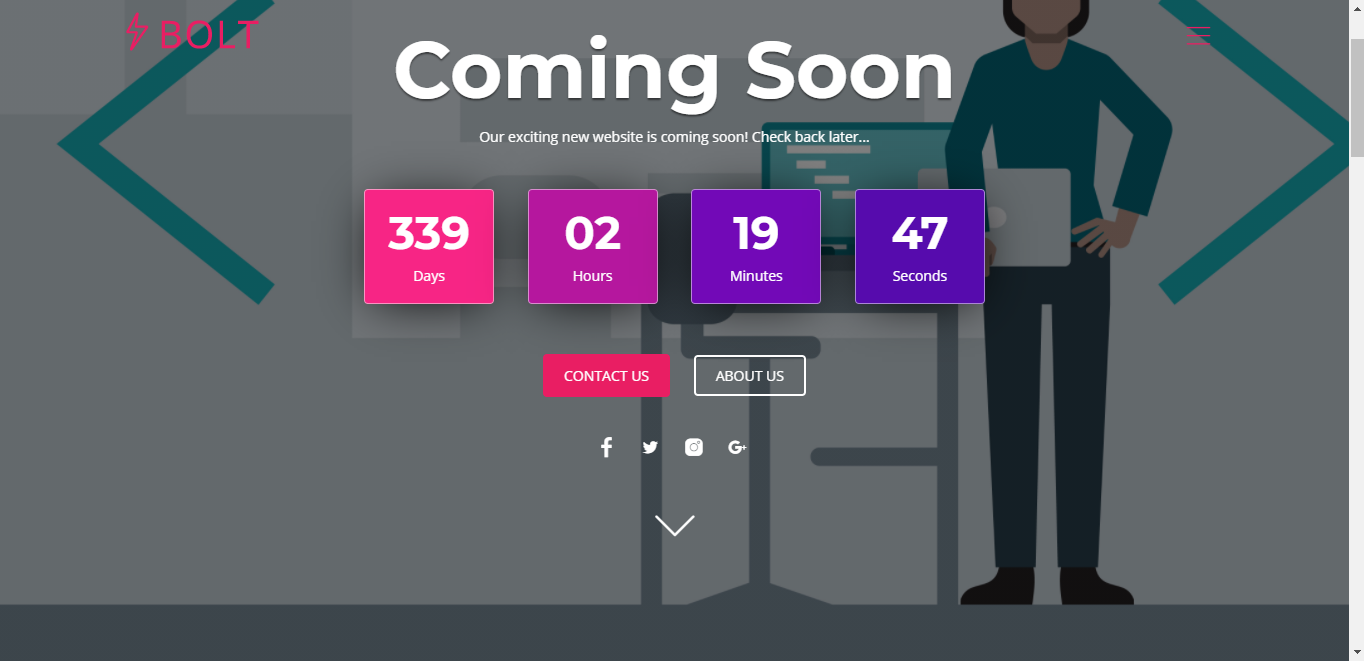 BOLT
Coming Soon
Our exciting new website is coming soon! Check back later...
339 02 19 47
Days Hours Minutes Seconds
CONTACT US ABOUT US